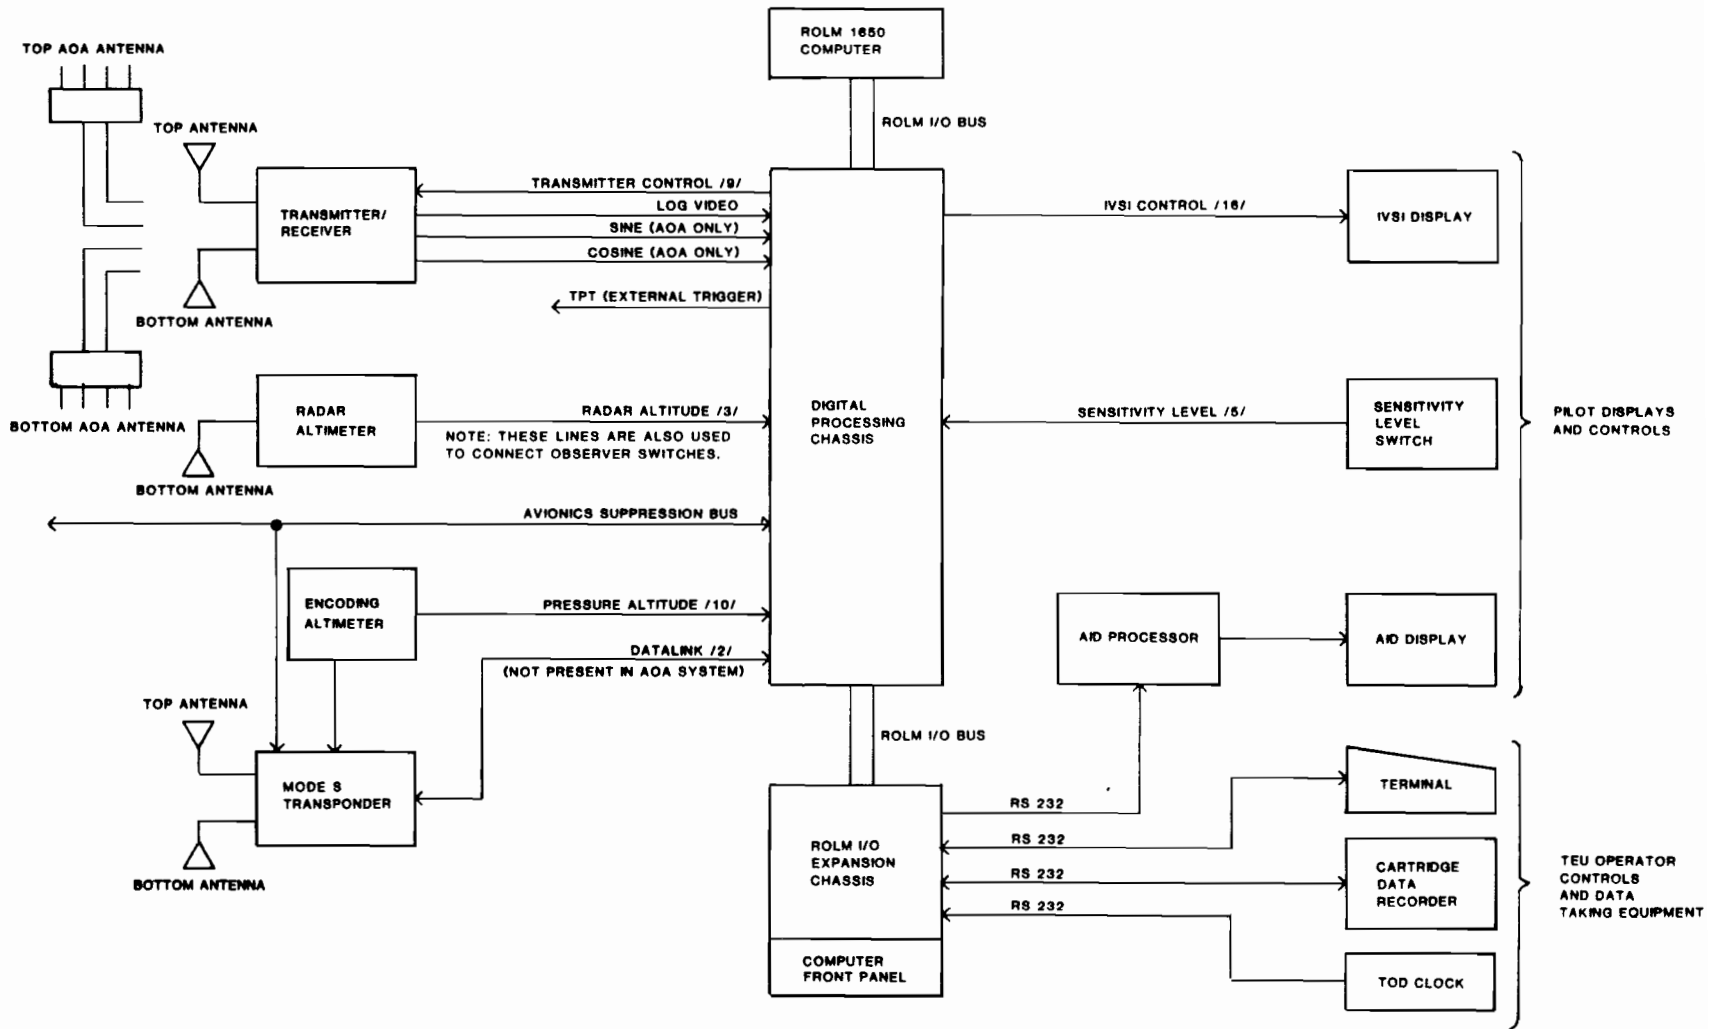 ROLM 1650
COMPUTER
ROLM I/O BUS
TOP AOA ANTENNA
TOP ANTENNA
TRANSMITTER/
RECEIVER
BOTTOM ANTENNA
BOTTOM AOA ANTENNA
TRANSMITTER CONTROL /9/
LOG VIDEO
SINE (AOA ONLY)
COSINE (AOA ONLY)
TPT (EXTERNAL TRIGGER)
RADAR
ALTIMETER
BOTTOM ANTENNA
RADAR ALTITUDE /3/
NOTE: THESE LINES ARE ALSO USED
TO CONNECT OBSERVER SWITCHES.
AVIONICS SUPPRESSION BUS
ENCODING
ALTIMETER
PRESSURE ALTITUDE /10/
DATALINK /2/
(NOT PRESENT IN AOA SYSTEM)
TOP ANTENNA
MODE S
TRANSPONDER
BOTTOM ANTENNA
DIGITAL
PROCESSING
CHASSIS
IVSI CONTROL /16/
IVSI DISPLAY
SENSITIVITY LEVEL /5/
SENSITIVITY
LEVEL
SWITCH
PILOT DISPLAYS
AND CONTROLS
AID PROCESSOR
AID DISPLAY
ROLM I/O BUS
ROLM I/O
EXPANSION
CHASSIS
COMPUTER
FRONT PANEL
RS 232
RS 232
RS 232
RS 232
TERMINAL
CARTRIDGE
DATA
RECORDER
TOD CLOCK
TEU OPERATOR
CONTROLS
AND DATA
TAKING EQUIPMENT